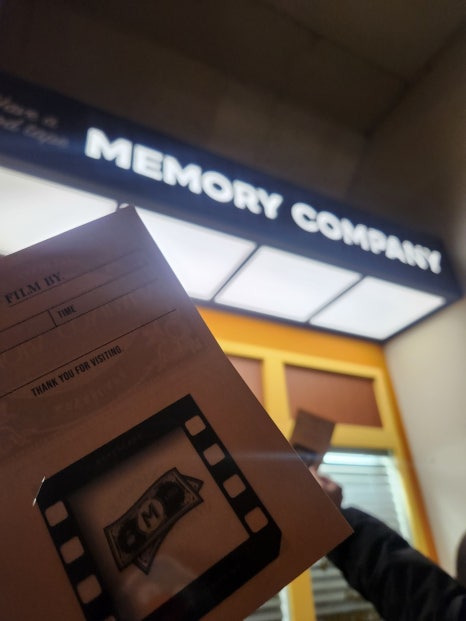 MEMORY COMPANY
FILM BY
TIME
THANK YOU FOR VISITING.
M